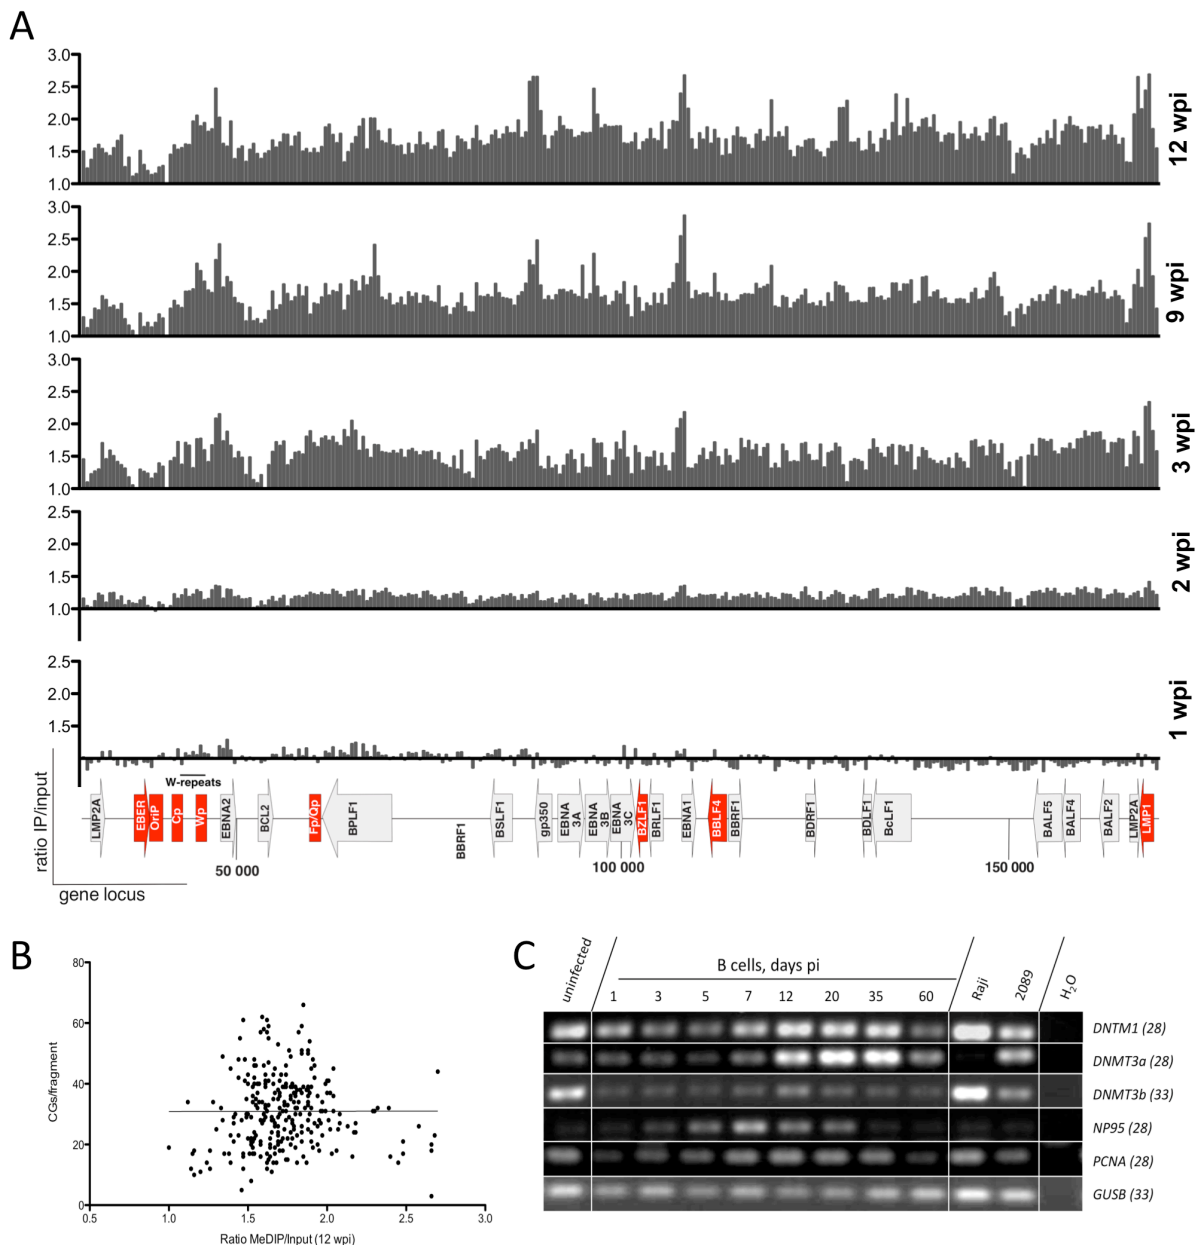 A
3.0
2.5
2.0
1.5
1.0
12 wpi
3.0
2.5
2.0
1.5
1.0
9 wpi
3.0
2.5
2.0
1.5
1.0
3 wpi
2.5
2.0
1.5
1.0
2 wpi
2.5
2.0
1.5
1 wpi
ratio IP/input
gene locus
W-repeats
LMP2A
EBER
OriP
Cp
Wp
EBNA2
BCL2
Fp/Qp
BPLF1
BBRF1
BSLF1
gp350
EBNA 3A
EBNA 3B
EBNA 3C
BZLF1
BRLF1
EBNA1
BBLF4
BBRF1
BDRF1
BDLF1
BcLF1
BALF5
BALF4
BALF2
LMP2A
LMP1
50 000
100 000
150 000
B
80
60
40
20
0
CGs/fragment
0.5 1.0 1.5 2.0 2.5 3.0
Ratio MeDIP/Input (12 wpi)
C
uninfected
B cells, days pi
1 3 5 7 12 20 35 60
Raji
2089
H₂O
DNTM1 (28)
DNMT3a (28)
DNMT3b (33)
NP95 (28)
PCNA (28)
GUSB (33)